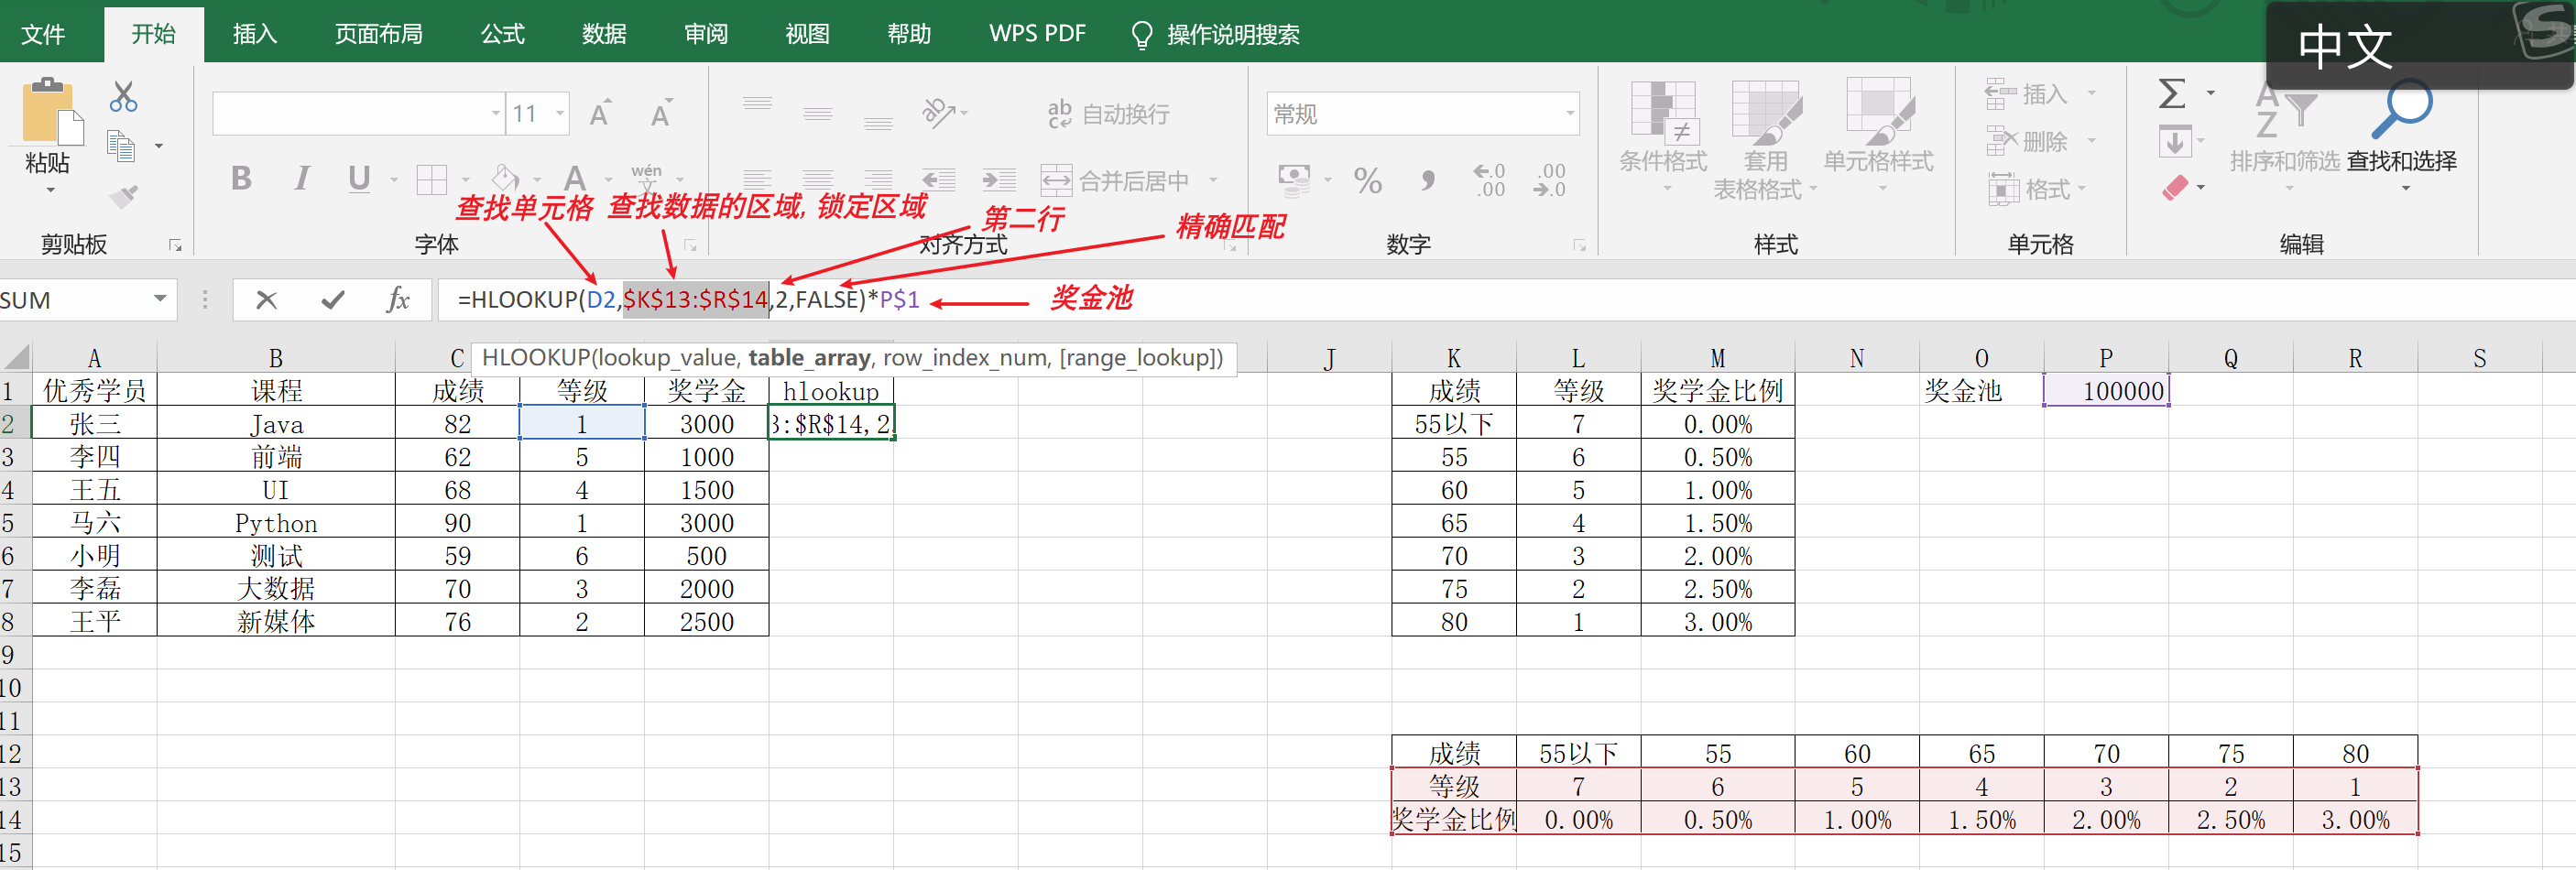 文件 开始 插入 页面布局 公式 数据 审阅 视图 帮助 WPS PDF 操作说明搜索
中文
11 A A ab 自动换行 常规 插入 Σ
粘贴 B I U A wén 文 合并后居中 % 条件格式 套用 表格格式 单元格样式 删除 格式 排序和筛选 查找和选择
查找单元格 查找数据的区域, 锁定区域 第二行 精确匹配
剪贴板 字体 对齐方式 数字 样式 单元格 编辑
SUM fx =HLOOKUP(D2,$K$13:$R$14,2,FALSE)*P$1 奖金池
HLOOKUP(lookup_value, table_array, row_index_num, [range_lookup])
A B C J K L M N O P Q R S
1 优秀学员 课程 成绩 等级 奖学金 hlookup 成绩 等级 奖学金比例 奖金池 100000
2 张三 Java 82 1 3000 3:$R$14,2 55以下 7 0.00%
3 李四 前端 62 5 1000 55 6 0.50%
4 王五 UI 68 4 1500 60 5 1.00%
5 马六 Python 90 1 3000 65 4 1.50%
6 小明 测试 59 6 500 70 3 2.00%
7 李磊 大数据 70 3 2000 75 2 2.50%
8 王平 新媒体 76 2 2500 80 1 3.00%
9
10
11
12 成绩 55以下 55 60 65 70 75 80
13 等级 7 6 5 4 3 2 1
14 奖学金比例 0.00% 0.50% 1.00% 1.50% 2.00% 2.50% 3.00%
15